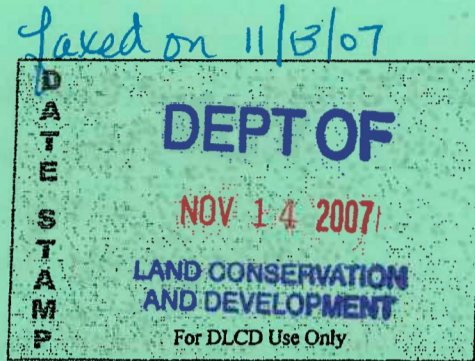 faxed on 11/13/07
DATE STAMP
DEPT OF
NOV 14 2007
LAND CONSERVATION
AND DEVELOPMENT
For DLCD Use Only